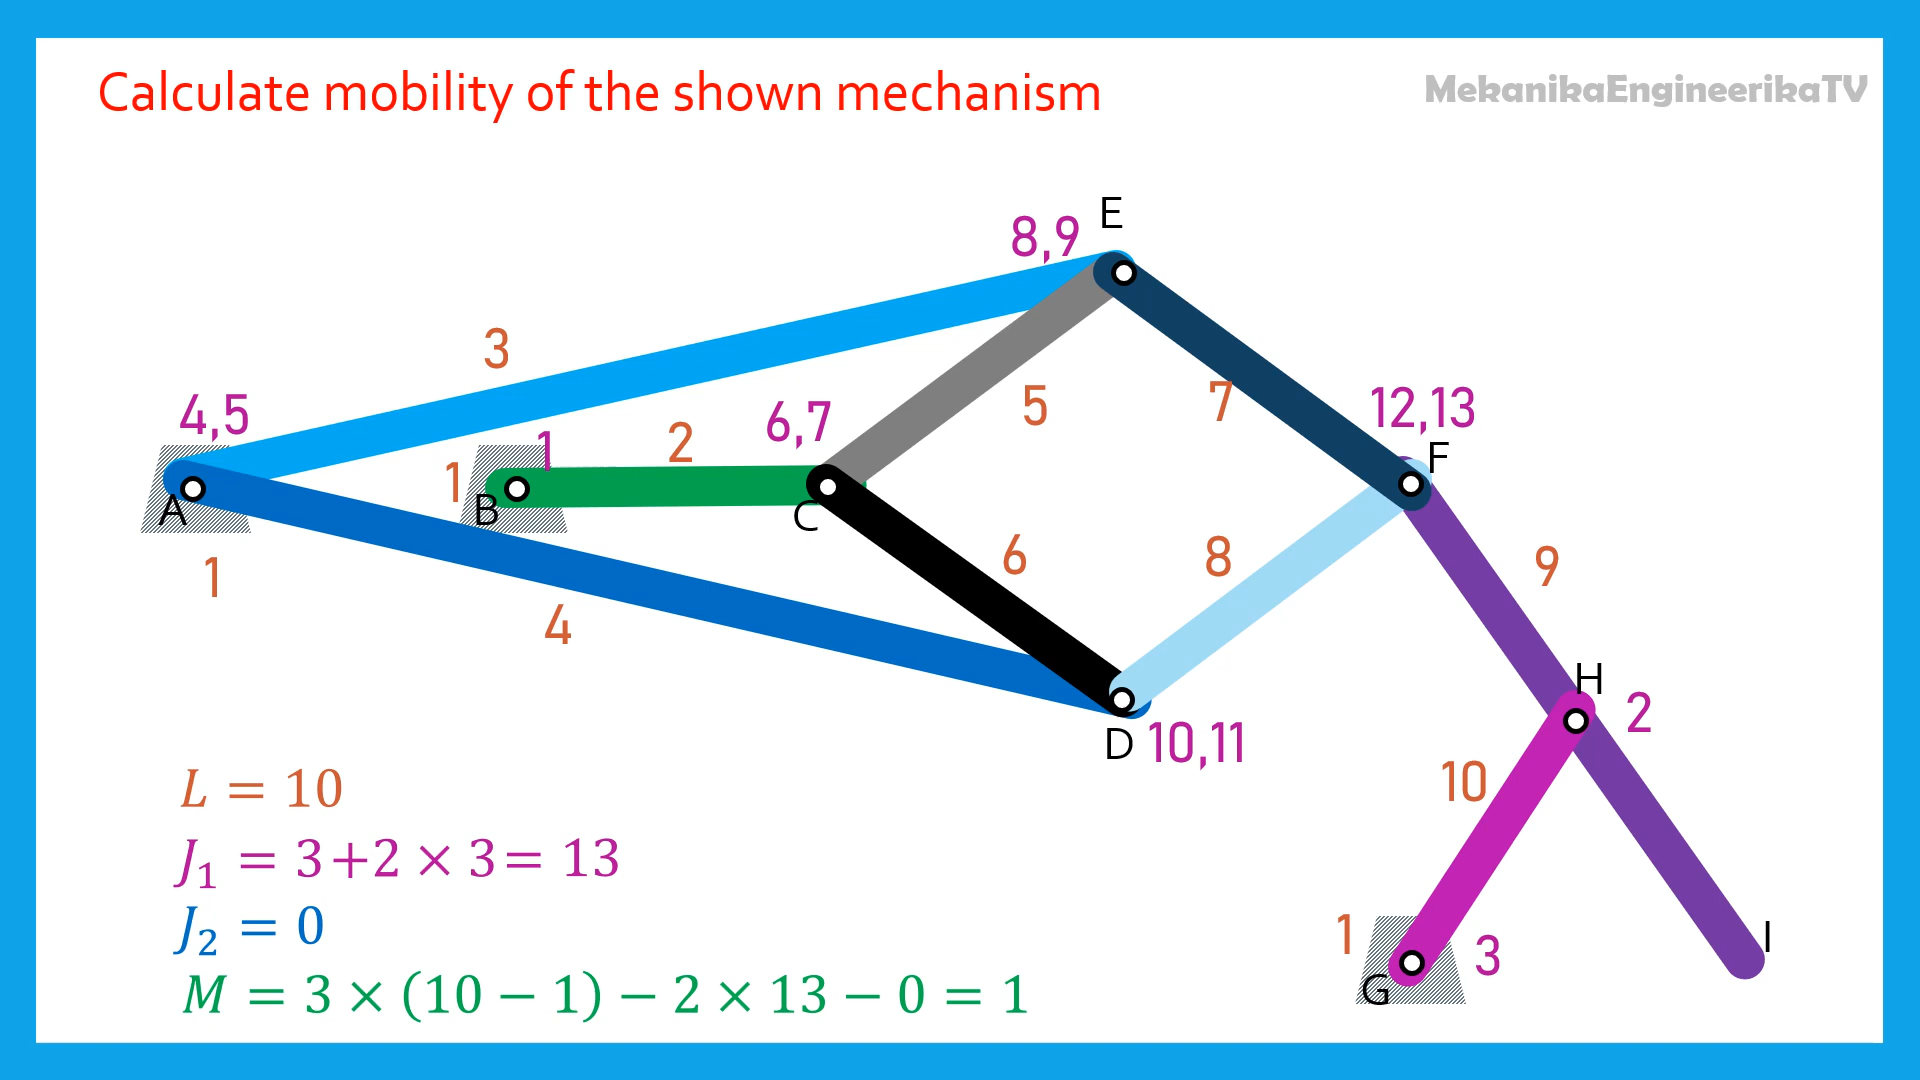 Calculate mobility of the shown mechanism
MekanikaEngineerikaTV
E
8,9
3
4,5
6,7
5
7
12,13
F
1
2
1
A
B
C
1
4
6
8
9
D
10,11
H
2
10
1
G
3
I
L = 10
J₁ = 3+2 × 3= 13
J₂ = 0
M = 3 × (10 − 1) − 2 × 13 − 0 = 1